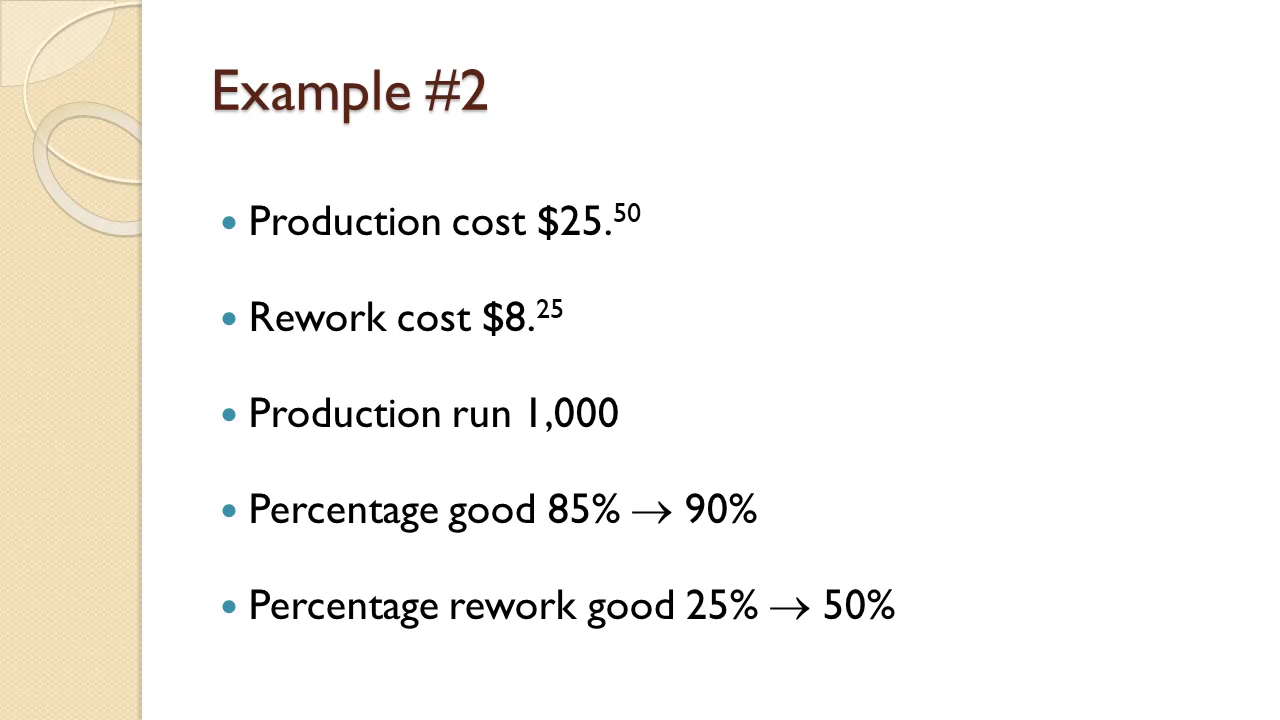 Example #2
• Production cost $25.⁵⁰
• Rework cost $8.²⁵
• Production run 1,000
• Percentage good 85% → 90%
• Percentage rework good 25% → 50%